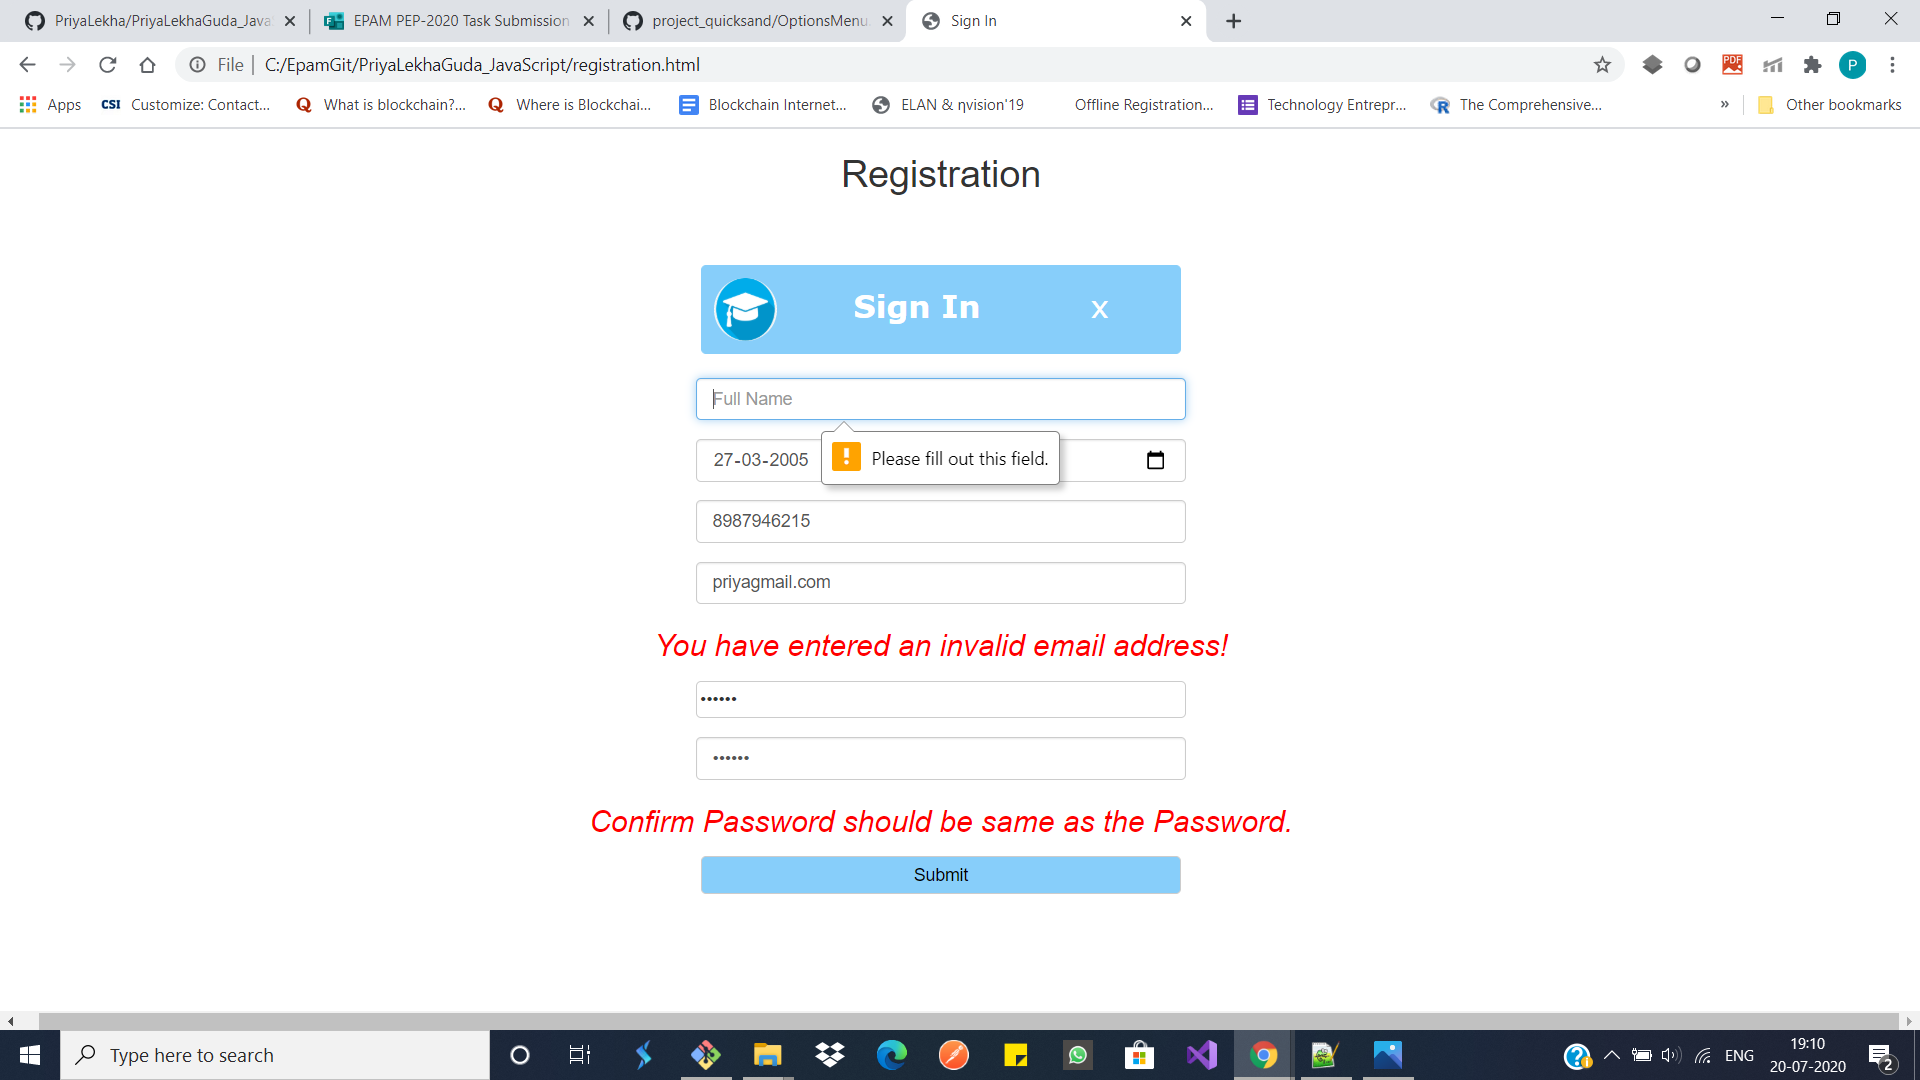 PriyaLekha/PriyaLekhaGuda_Java
EPAM PEP-2020 Task Submission
project_quicksand/OptionsMenu
Sign In
File | C:/EpamGit/PriyaLekhaGuda_JavaScript/registration.html
PDF
P
Apps
CSI Customize: Contact...
What is blockchain?...
Where is Blockchai...
Blockchain Internet...
ELAN & ηvision'19
Offline Registration...
Technology Entrepr...
The Comprehensive...
»
Other bookmarks
Registration
Sign In
x
Full Name
Please fill out this field.
27-03-2005
8987946215
priyagmail.com
You have entered an invalid email address!
••••••
••••••
Confirm Password should be same as the Password.
Submit
Type here to search
ENG
19:10
20-07-2020
2